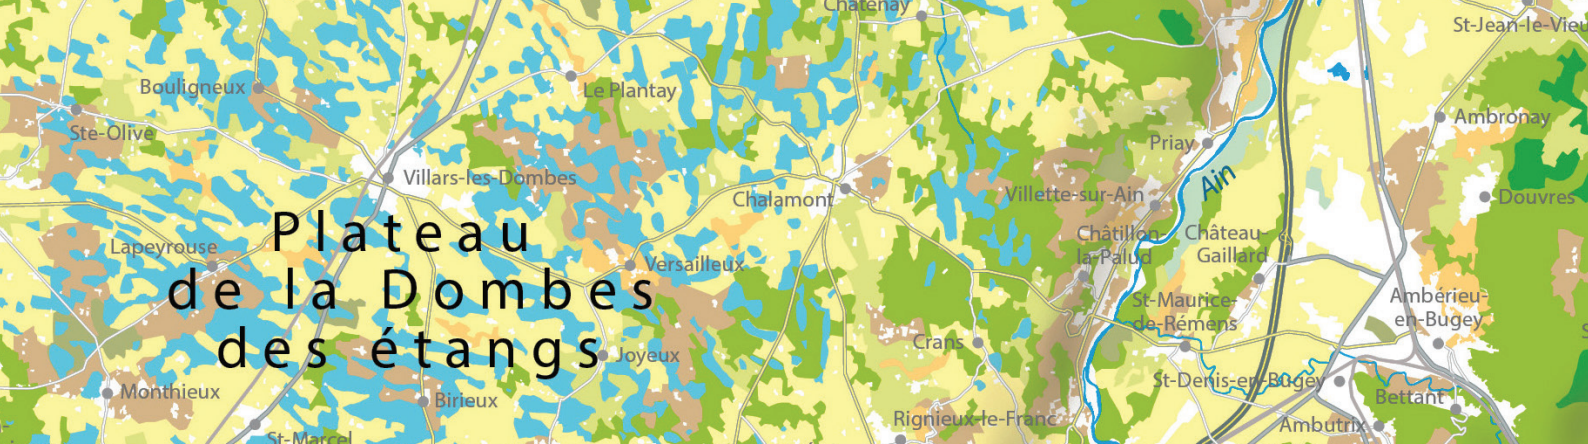 Châtenay
St-Jean-le-Vieu
Bouligneux
Le Plantay
Ste-Olive
Ambronay
Priay
Villars-les-Dombes
Ain
Chalamont
Villette-sur-Ain
Douvres
Plateau
de la Dombes
des étangs
Lapeyrouse
Versailleux
Châtillon-
la-Palud
Château-
Gaillard
St-Maurice-
de-Rémens
Ambérieu-
en-Bugey
Crans
Joyeux
St-Denis-en-Bugey
Monthieux
Birieux
Bettant
Rignieux-le-Franc
Ambutrix
St-Marcel